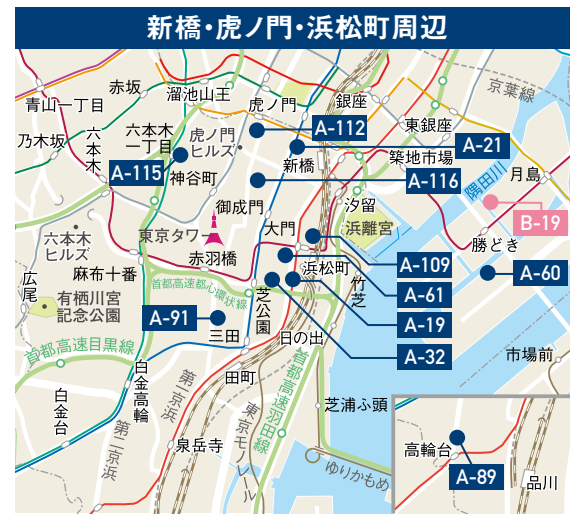 新橋・虎ノ門・浜松町周辺
赤坂
溜池山王
虎ノ門
銀座
京葉線
青山一丁目
東銀座
乃木坂
六本木
六本木
一丁目
虎ノ門
ヒルズ
A-112
A-21
新橋
築地市場
A-115
神谷町
A-116
月島
隅田川
御成門
汐留
B-19
東京タワー
大門
浜離宮
六本木
ヒルズ
赤羽橋
勝どき
麻布十番
浜松町
A-109
A-60
広尾
首都高速都心環状線
竹芝
A-61
有栖川宮
記念公園
芝公園
A-91
A-19
三田
日の出
A-32
首都高速目黒線
市場前
白金高輪
田町
首都高速羽田線
白金台
第一京浜
第二京浜
東京モノレール
芝浦ふ頭
泉岳寺
高輪台
ゆりかもめ
A-89
品川